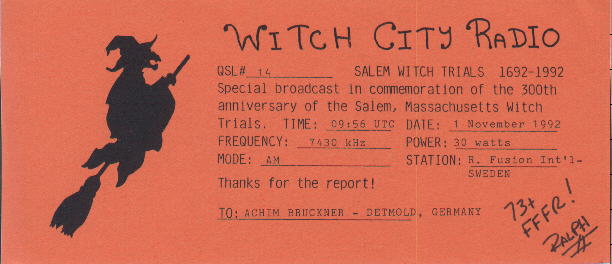 WITCH CITY RADIO
QSL# 14 SALEM WITCH TRIALS 1692-1992
Special broadcast in commemoration of the 300th
anniversary of the Salem, Massachusetts Witch
Trials. TIME: 09:56 UTC DATE: 1 November 1992
FREQUENCY: 7430 kHz POWER: 30 watts
MODE: AM STATION: R. Fusion Int'l-
SWEDEN
Thanks for the report!
TO: ACHIM BRUCKNER - DETMOLD, GERMANY
73+
FFFR!
RALPH